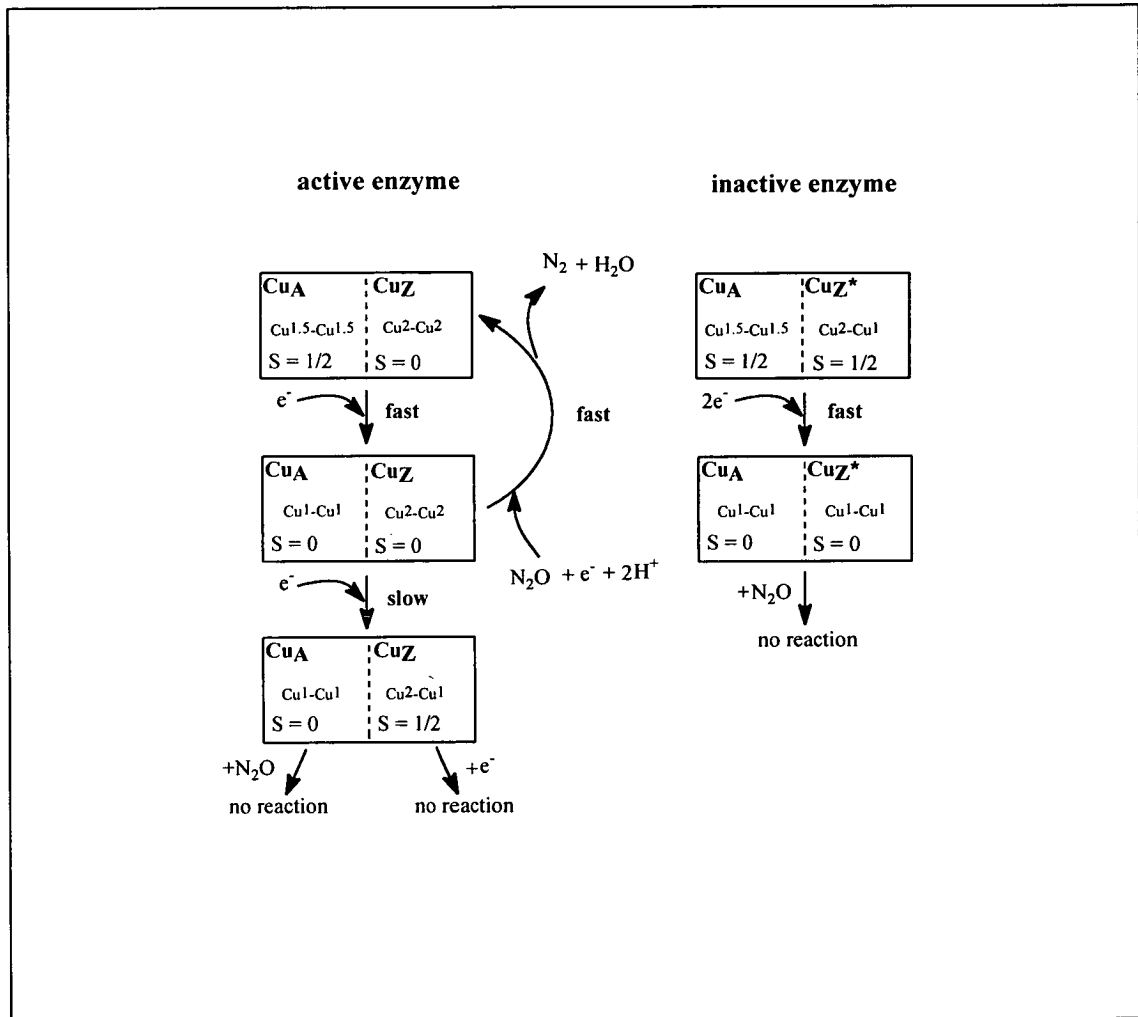 active enzyme
CuA CuZ
Cu1.5-Cu1.5 Cu2-Cu2
S = 1/2 S = 0
e- fast
CuA CuZ
Cu1-Cu1 Cu2-Cu2
S = 0 S = 0
e- slow
CuA CuZ
Cu1-Cu1 Cu2-Cu1
S = 0 S = 1/2
+N2O +e-
no reaction no reaction
N2 + H2O
fast
N2O + e- + 2H+
inactive enzyme
CuA CuZ*
Cu1.5-Cu1.5 Cu2-Cu1
S = 1/2 S = 1/2
2e- fast
CuA CuZ*
Cu1-Cu1 Cu1-Cu1
S = 0 S = 0
+N2O
no reaction